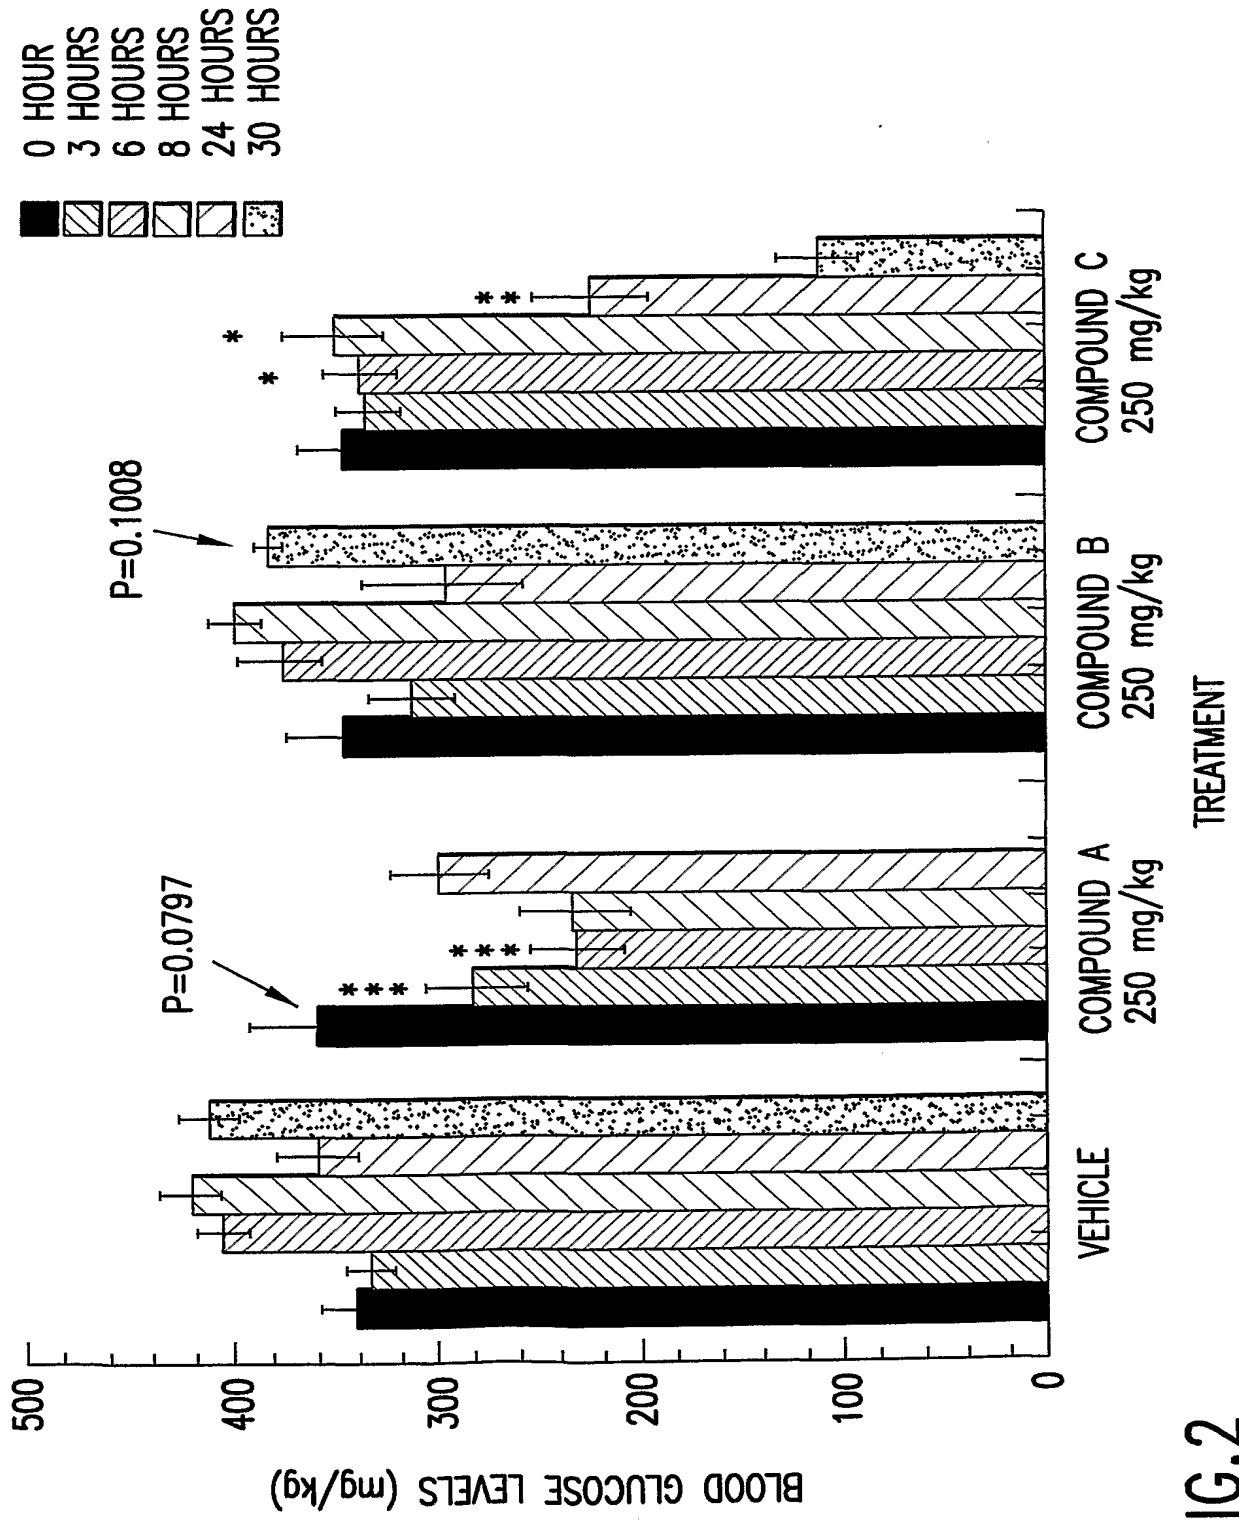 0 HOUR
3 HOURS
6 HOURS
8 HOURS
24 HOURS
30 HOURS
BLOOD GLUCOSE LEVELS (mg/kg)
500
400
300
200
100
0
P=0.0797
P=0.1008
***
***
*
*
**
VEHICLE
COMPOUND A
250 mg/kg
COMPOUND B
250 mg/kg
COMPOUND C
250 mg/kg
TREATMENT
IG.2